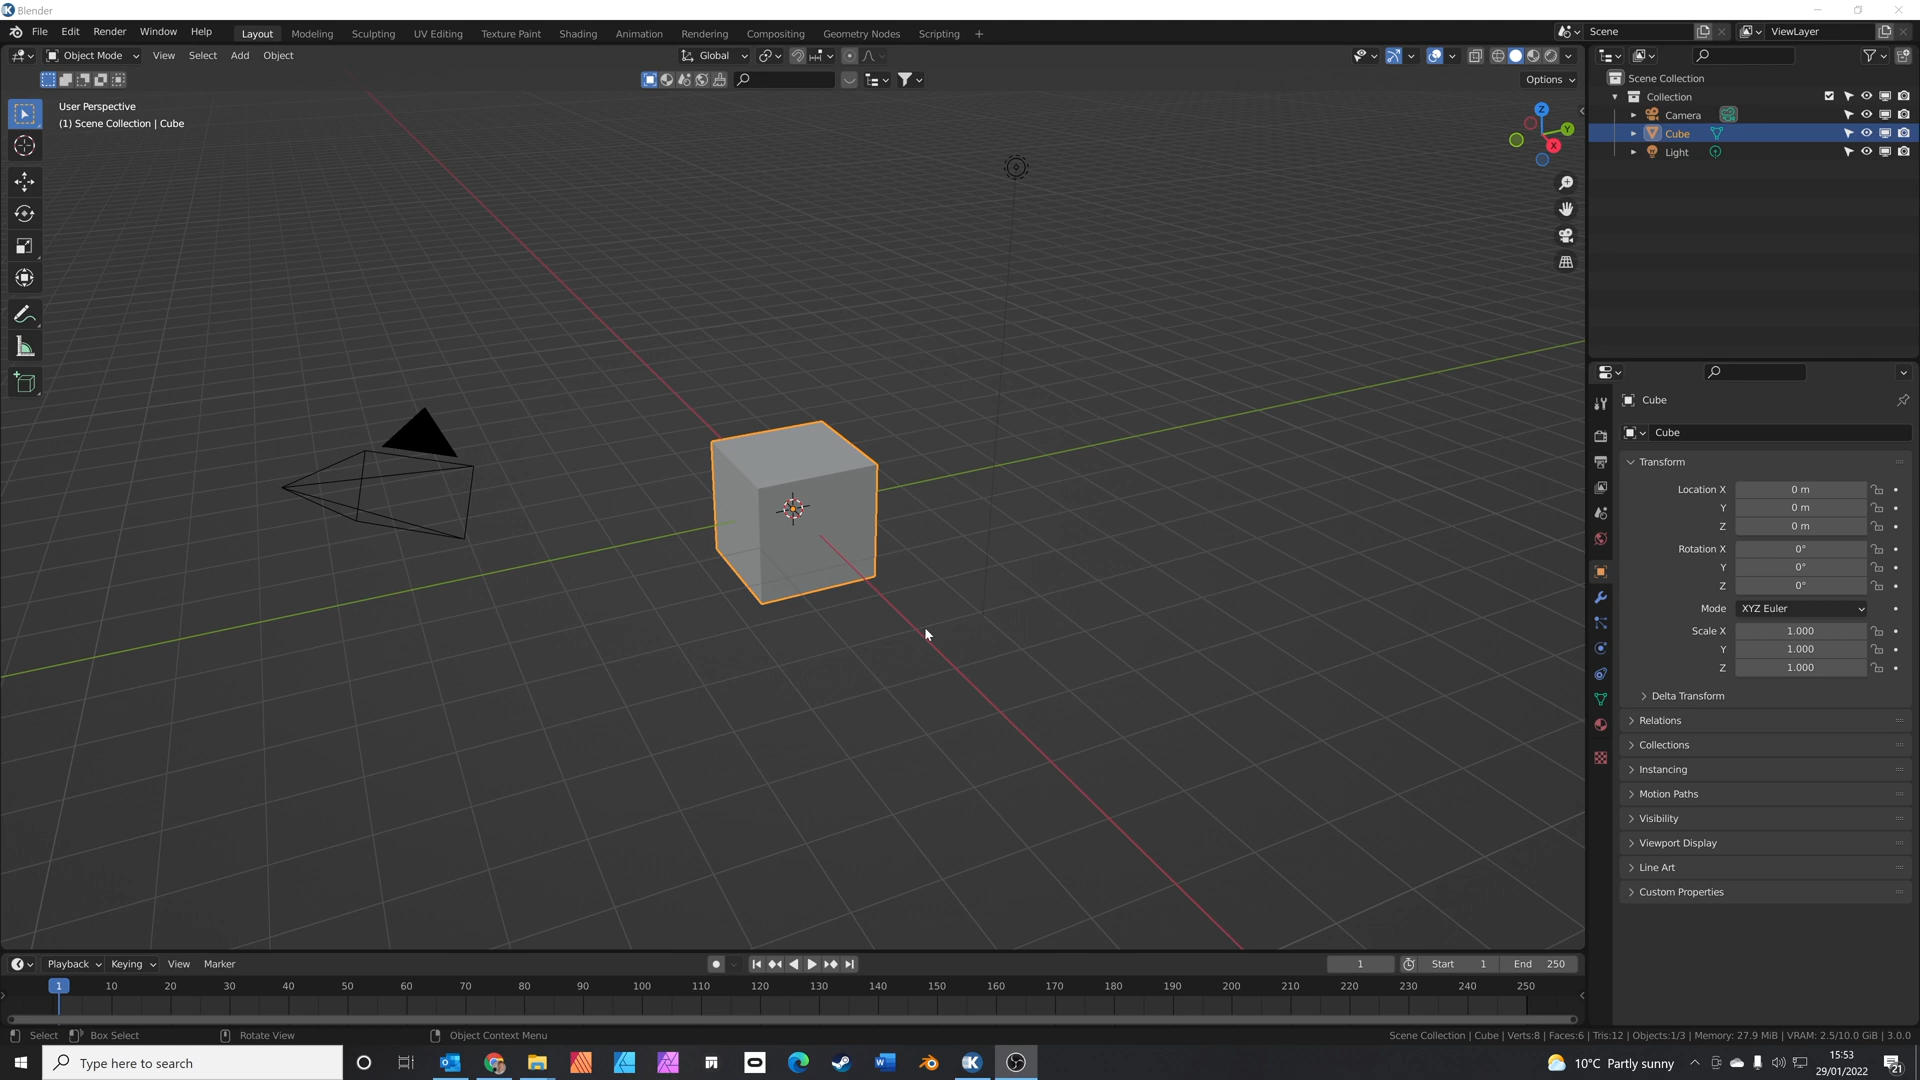 Blender
File Edit Render Window Help Layout Modeling Sculpting UV Editing Texture Paint Shading Animation Rendering Compositing Geometry Nodes Scripting + Scene ViewLayer
Object Mode View Select Add Object Global
Options
User Perspective
(1) Scene Collection | Cube
Z
Y
X
Scene Collection
Collection
Camera
Cube
Light
Cube
Cube
Transform
Location X 0 m
Y 0 m
Z 0 m
Rotation X 0°
Y 0°
Z 0°
Mode XYZ Euler
Scale X 1.000
Y 1.000
Z 1.000
Delta Transform
Relations
Collections
Instancing
Motion Paths
Visibility
Viewport Display
Line Art
Custom Properties
Playback Keying View Marker 1 Start 1 End 250
1 10 20 30 40 50 60 70 80 90 100 110 120 130 140 150 160 170 180 190 200 210 220 230 240 250
Select Box Select Rotate View Object Context Menu Scene Collection | Cube | Verts:8 | Faces:6 | Tris:12 | Objects:1/3 | Memory: 27.9 MiB | VRAM: 2.5/10.0 GiB | 3.0.0
Type here to search 10°C Partly sunny 15:53
29/01/2022 21